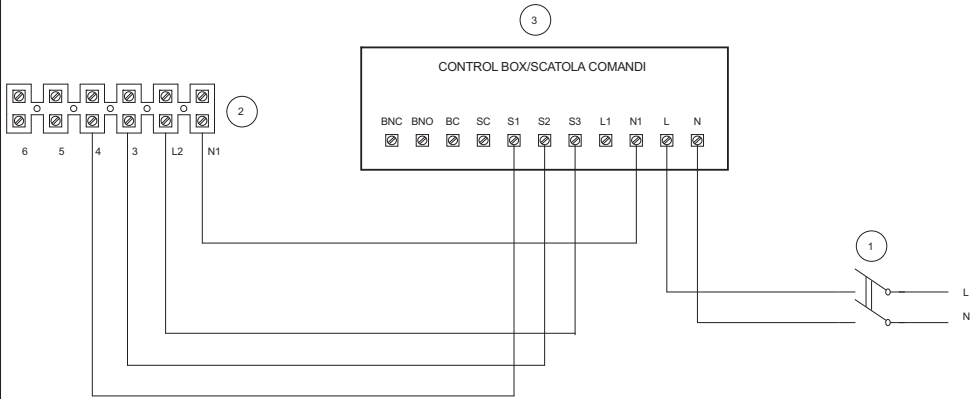 3
CONTROL BOX/SCATOLA COMANDI
2
BNC BNO BC SC S1 S2 S3 L1 N1 L N
6 5 4 3 L2 N1
1
L
N